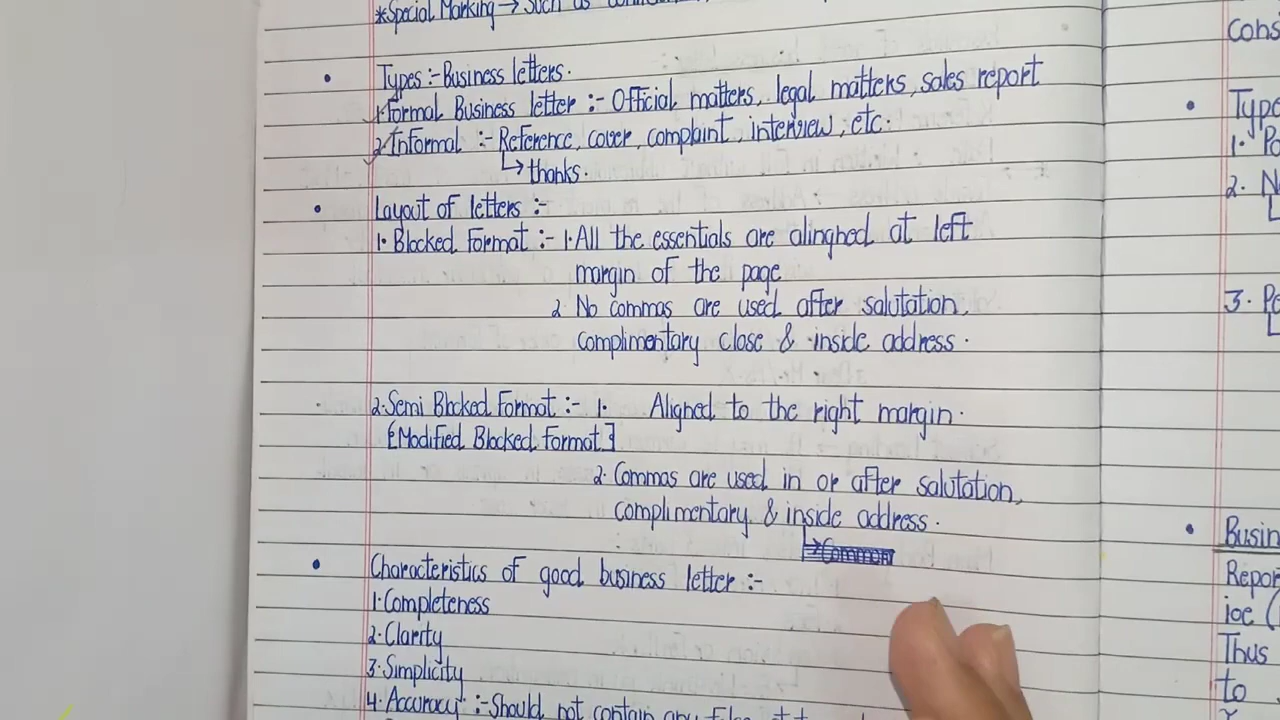 *Special Marking → Such as
• Types :- Business letters.
1. Formal Business letter :- Official matters, legal matters, sales report
2. Informal :- Reference, cover, complaint, interview, etc.
↳ thanks.
• Layout of letters :-
1. Blocked Format :- 1. All the essentials are alinghed at left
margin of the page
2 No commas are used after salutation,
complimentary close & inside address.
2. Semi Blocked Format :- 1. Aligned to the right margin.
[Modified Blocked Format]
2. Commas are used in or after salutation,
complimentary & inside address.
• Characteristics of good business letter :-
1. Completeness
2. Clarity
3. Simplicity
4. Accuracy :- Should not contain any
Cons
• Type
1. Po
2. N
3. Po
• Busin
Repor
ioe (
Thus
to